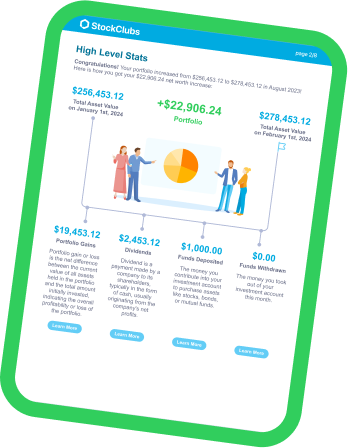 StockClubs
page 2/8
High Level Stats
Congratulations! Your portfolio increased from $256,453.12 to $278,453.12 in August 2023!
Here is how you got your $22,906.24 net worth increase:
$256,453.12
Total Asset Value
on January 1st, 2024
+$22,906.24
Portfolio
$278,453.12
Total Asset Value
on February 1st, 2024
$19,453.12
Portfolio Gains
Portfolio gain or loss
is the net difference
between the current
value of all assets
held in the portfolio
and the total amount
initially invested,
indicating the overall
profitability or loss of
the portfolio.
Learn More
$2,453.12
Dividends
Dividend is a
payment made by a
company to its
shareholders,
typically in the form
of cash, usually
originating from the
company's net
profits.
Learn More
$1,000.00
Funds Deposited
The money you
contribute into your
investment account
to purchase assets
like stocks, bonds,
or mutual funds.
Learn More
$0.00
Funds Withdrawn
The money you took
out of your
investment account
this month.
Learn More